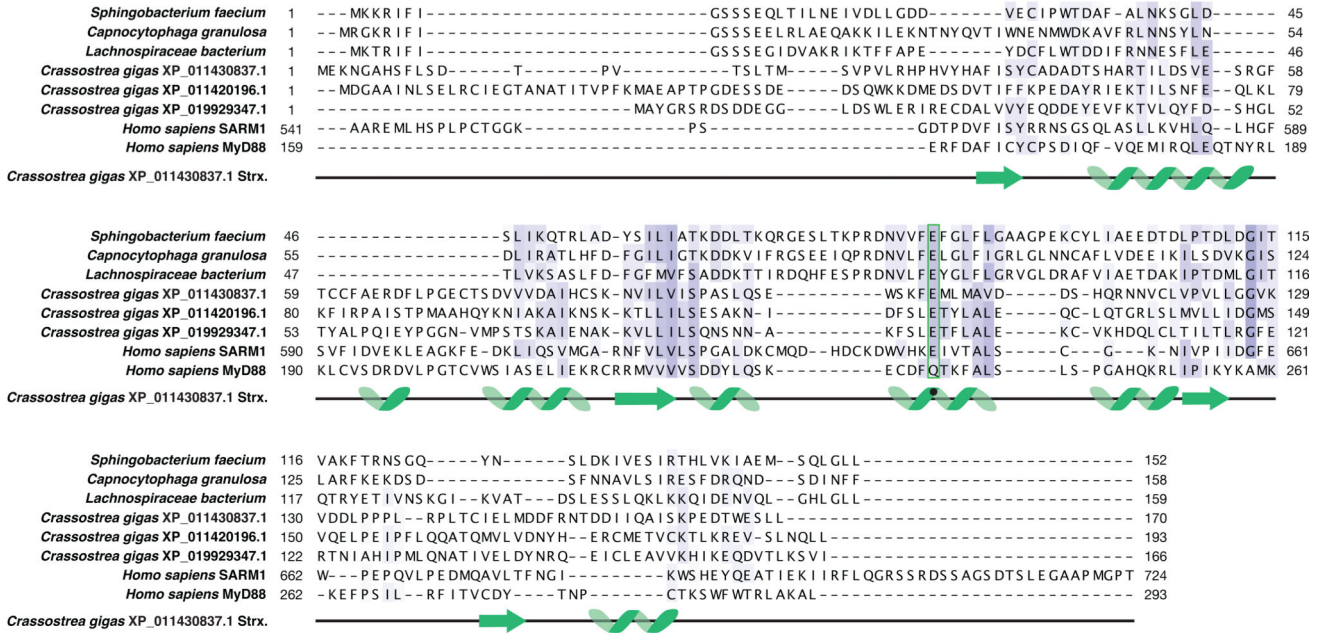 Sphingobacterium faecium 1 ---MKKRIFI---------------------------GSSSEQLTILNEIVDLLGDD------VECIPWTDAF-ALNKSGLD---- 45
Capnocytophaga granulosa 1 ---MRGKRIFI--------------------------GSSSEELRLAEQAKKILEKNTNYQVTIWNENMWDKAVFRLNNSYLN---- 54
Lachnospiraceae bacterium 1 ---MKTRIFI---------------------------GSSSEGIDVAKRIKTFFAPE------YDCFLWTDDIFRNNESFLE---- 46
Crassostrea gigas XP_011430837.1 1 MEKNGAHSFLSD-----T-------PV----------TSLTM-----SVPVLRHPHVYHAFISYCADADTSHARTILDSVE--SRGF 58
Crassostrea gigas XP_011420196.1 1 --MDGAAINLSELRCIEGTANATITVPFKMAEAPTPGDESSDE-----DSQWKKDMEDSDVTIFFKPEDAYRIEKTILSNFE--QLKL 79
Crassostrea gigas XP_019929347.1 1 ----------------------------MAYGRSRDSDDEGG----LDSWLERIRECDALVYEQDDEYEVFKTVLQYFD--SHGL 52
Homo sapiens SARM1 541 ---AAREMLHSPLPCTGGK---------------PS------------------GDTPDVFISYRRNSGSQLASLLKVHLQ--LHGF 589
Homo sapiens MyD88 159 ------------------------------------------------------ERFDAFICYCPSDIQF-VQEMIRQLEQTNYRL 189
Crassostrea gigas XP_011430837.1 Strx.
Sphingobacterium faecium 46 -----------------SLIKQTRLAD-YSILIATKDDLTKQRGESLTKPRDNVVFEFGLFLGAAGPEKCYLIAEEDTDLPTDLDGIT 115
Capnocytophaga granulosa 55 -----------------DLIRATLHFD-FGILIGTKDDKVIFRGSEEIQPRDNVLFELGLFIGRLGLNNCAFLVDEEIKILSDVKGIS 124
Lachnospiraceae bacterium 47 -----------------TLVKSASLFD-FGFMVFSADDKTTIRDQHFESPRDNVLFEYGLFLGRVGLDRAFVIAETDAKIPTDMLGIT 116
Crassostrea gigas XP_011430837.1 59 TCCFAERDFLPGECTSDVVVDAIHCSK-NVILVISPASLQSE----------WSKFEMLMAVD----DS-HQRNNVCLVPVLLGGVK 129
Crassostrea gigas XP_011420196.1 80 KFIRPAISTPMAAHQYKNIAKAIKNSK-KTLLILSESAKNI-----------DFSLETYLALE----QC-LQTGRLSLMVLLIDGMS 149
Crassostrea gigas XP_019929347.1 53 TYALPQIEYPGGN-VMPSTSKAIENAK-KVLILSQNSNN-A-----------KFSLETFLALE----KC-VKHDQLCLTILTLRGFE 121
Homo sapiens SARM1 590 SVFIDVEKLEAGKFE-DKLIQSVMGAR-NFVLVLSPGALDKCMQD-HDCKDWVHKEIVTALS-----C---G---K-NIVPIIDGFE 661
Homo sapiens MyD88 190 KLCVSDRDVLPGTCVWSIASELIEKRCRRMVVVVSDDYLQSK----------ECDFQTKFALS----LS-PGAHQKRLIPIKYKAMK 261
Crassostrea gigas XP_011430837.1 Strx.
Sphingobacterium faecium 116 VAKFTRNSGQ-----YN------SLDKIVESIRTHLVKIAEM--SQLGLL------------------------ 152
Capnocytophaga granulosa 125 LARFKEKDSD-------------SFNNAVLSIRESFDRQND---SDINFF------------------------ 158
Lachnospiraceae bacterium 117 QTRYETIVNSKGI--KVAT----DSLESSLQKLKKQIDENVQL--GHLGLL----------------------- 159
Crassostrea gigas XP_011430837.1 130 VDDLPPPL--RPLTCIELMDDFRNTDDIIQAISKPEDTWESLL------------------------------- 170
Crassostrea gigas XP_011420196.1 150 VQELPEIPFLQQATQMVLVDNYH--ERCMETVCKTLKREVSLNQLL---------------------------- 193
Crassostrea gigas XP_019929347.1 122 RTNIAHIPMLQNATIVELDYNRQ--EICLEAVVKHIKEQDVTLKSVI--------------------------- 166
Homo sapiens SARM1 662 W---PEPQVLPEDMQAVLTFNGI---------KWSHEYQEATIEKIIRFLQGRSSRDSSAGSDTSLEGAAPMGPT 724
Homo sapiens MyD88 262 -KEFPSIL--RFITVCDY----TNP-------CTKSWFWTRLAKAL---------------------------- 293
Crassostrea gigas XP_011430837.1 Strx.